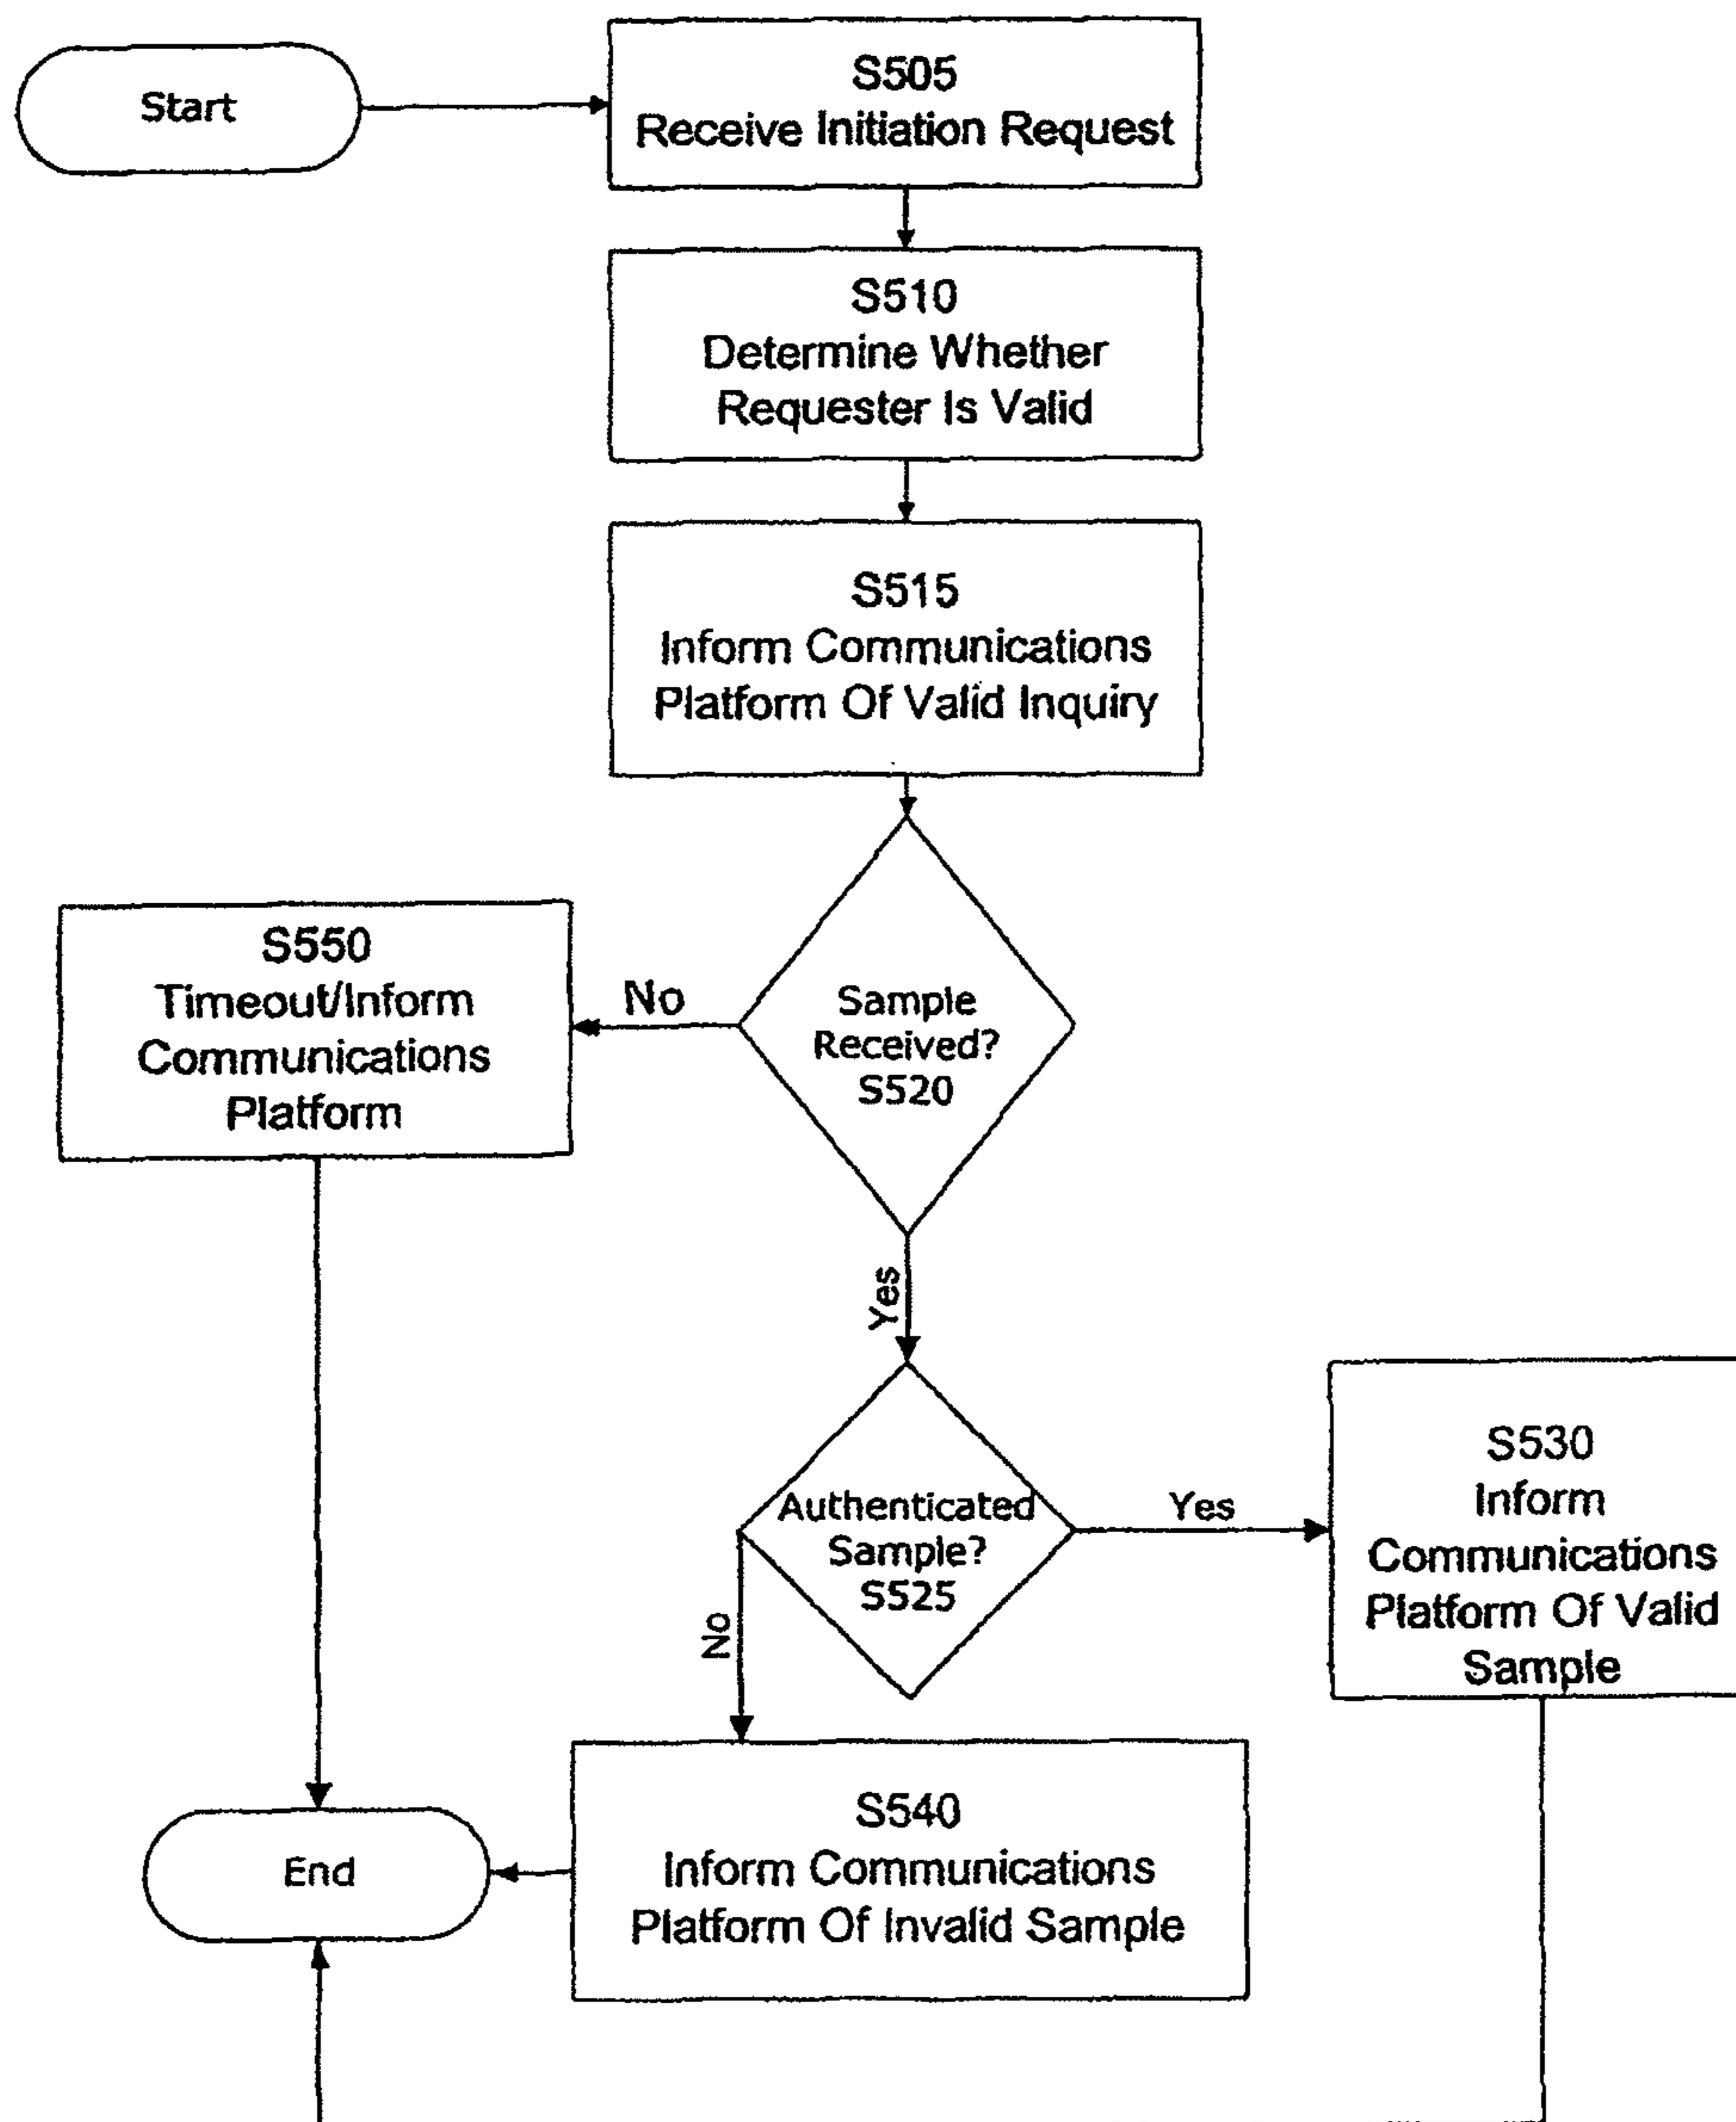 Start
S505
Receive Initiation Request
S510
Determine Whether
Requester Is Valid
S515
Inform Communications
Platform Of Valid Inquiry
S550
Timeout/Inform
Communications
Platform
No
Sample
Received?
S520
Yes
Authenticated
Sample?
S525
Yes
S530
Inform
Communications
Platform Of Valid
Sample
No
S540
Inform Communications
Platform Of Invalid Sample
End